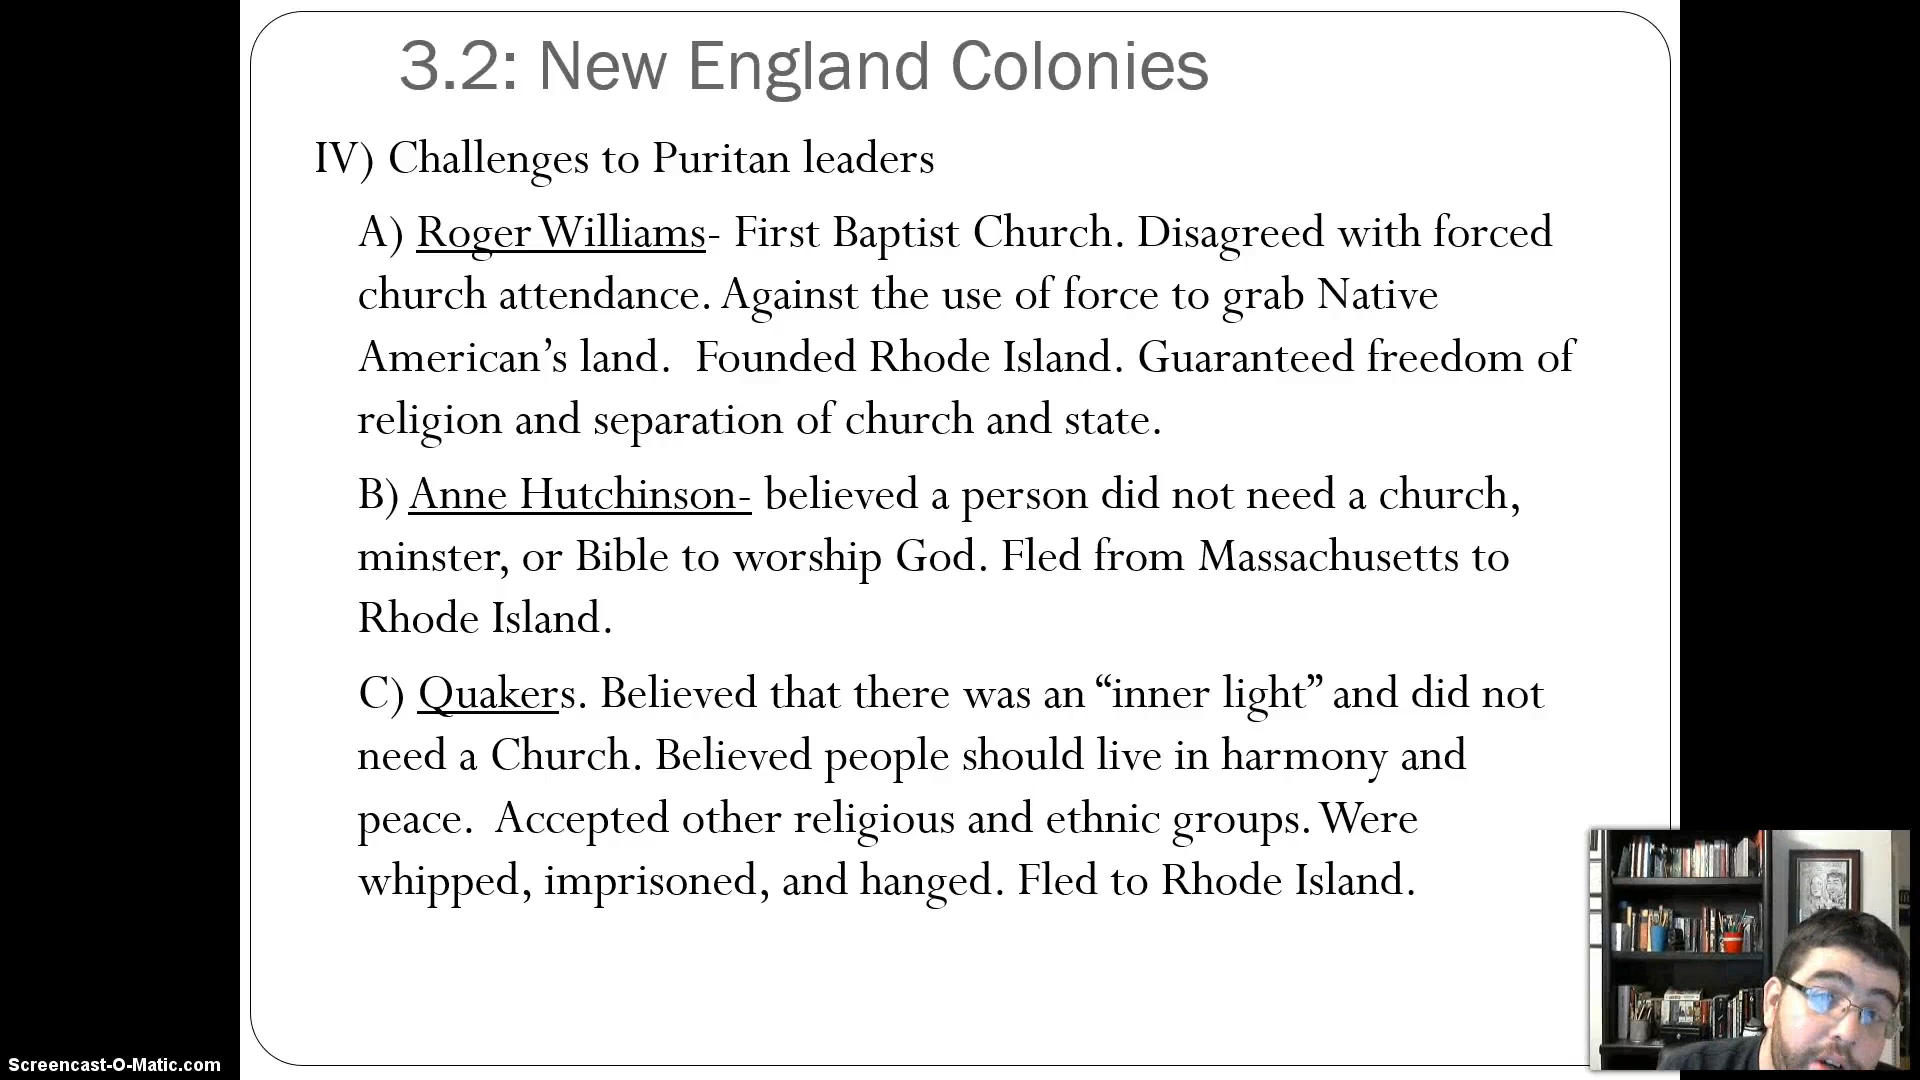 3.2: New England Colonies
IV) Challenges to Puritan leaders
A) Roger Williams- First Baptist Church. Disagreed with forced
church attendance. Against the use of force to grab Native
American’s land.  Founded Rhode Island. Guaranteed freedom of
religion and separation of church and state.
B) Anne Hutchinson- believed a person did not need a church,
minster, or Bible to worship God. Fled from Massachusetts to
Rhode Island.
C) Quakers. Believed that there was an “inner light” and did not
need a Church. Believed people should live in harmony and
peace.  Accepted other religious and ethnic groups. Were
whipped, imprisoned, and hanged. Fled to Rhode Island.
Screencast-O-Matic.com